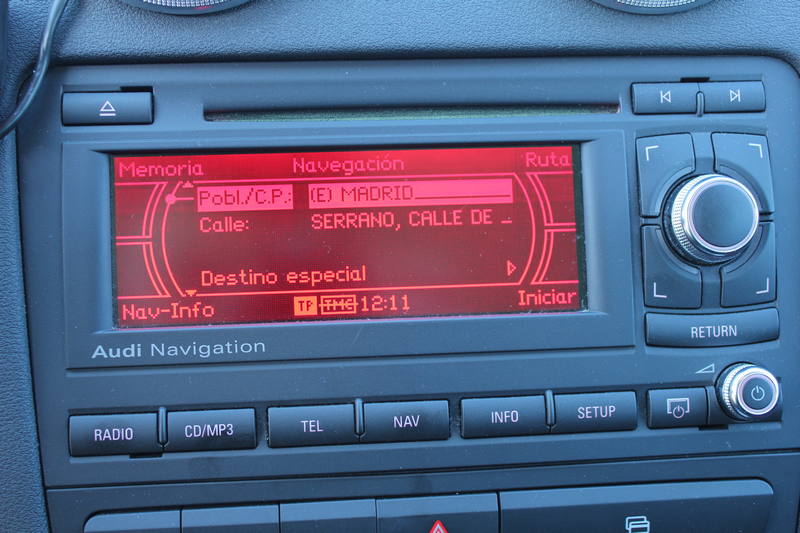 Memoria Navegación Ruta
Pobl./C.P.: (E) MADRID
Calle: SERRANO, CALLE DE
Destino especial
Nav-Info TP TMC 12:11 Iniciar
Audi Navigation
RETURN
RADIO CD/MP3 TEL NAV INFO SETUP